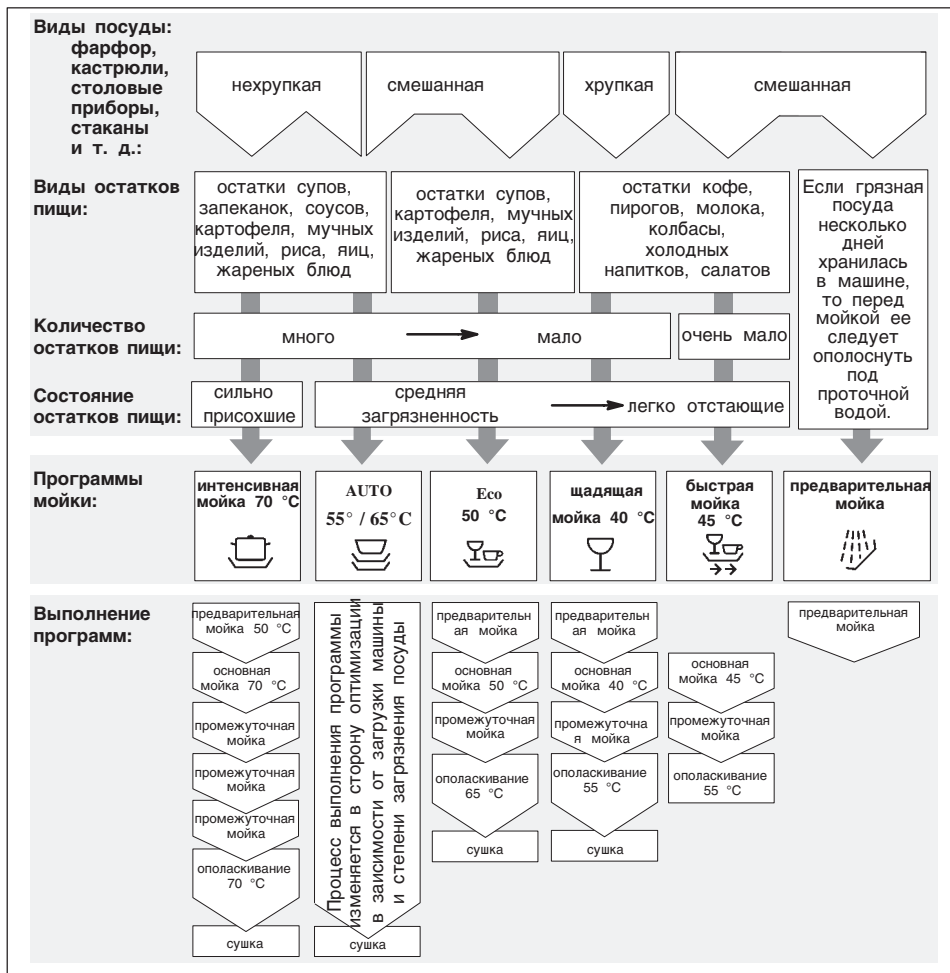 Виды посуды:
фарфор,
кастрюли,
столовые
приборы,
стаканы
и т. д.:
нехрупкая
смешанная
хрупкая
смешанная
Виды остатков
пищи:
остатки супов,
запеканок, соусов,
картофеля, мучных
изделий, риса, яиц,
жареных блюд
остатки супов,
картофеля, мучных
изделий, риса, яиц,
жареных блюд
остатки кофе,
пирогов, молока,
колбасы,
холодных
напитков, салатов
Если грязная
посуда
несколько
дней
хранилась
в машине,
то перед
мойкой ее
следует
ополоснуть
под
проточной
водой.
Количество
остатков пищи:
много
мало
очень мало
Состояние
остатков пищи:
сильно
присохшие
средняя
загрязненность
легко отстающие
Программы
мойки:
интенсивная
мойка 70 °C
AUTO
55° / 65°C
Eco
50 °C
щадящая
мойка 40 °C
быстрая
мойка
45 °C
предварительная
мойка
Выполнение
программ:
предварительная
мойка 50 °C
основная
мойка 70 °C
промежуточная
мойка
промежуточная
мойка
промежуточная
мойка
ополаскивание
70 °C
сушка
Процесс выполнения программы
изменяется в сторону оптимизации
в заисимости от загрузки машины
и степени загрязнения посуды
сушка
предварительн
ая мойка
основная
мойка 50 °C
промежуточная
мойка
ополаскивание
65 °C
сушка
предварительн
ая мойка
основная
мойка 40 °C
промежуточна
я мойка
ополаскивание
55 °C
сушка
основная
мойка 45 °C
промежуточная
мойка
ополаскивание
55 °C
предварительная
мойка